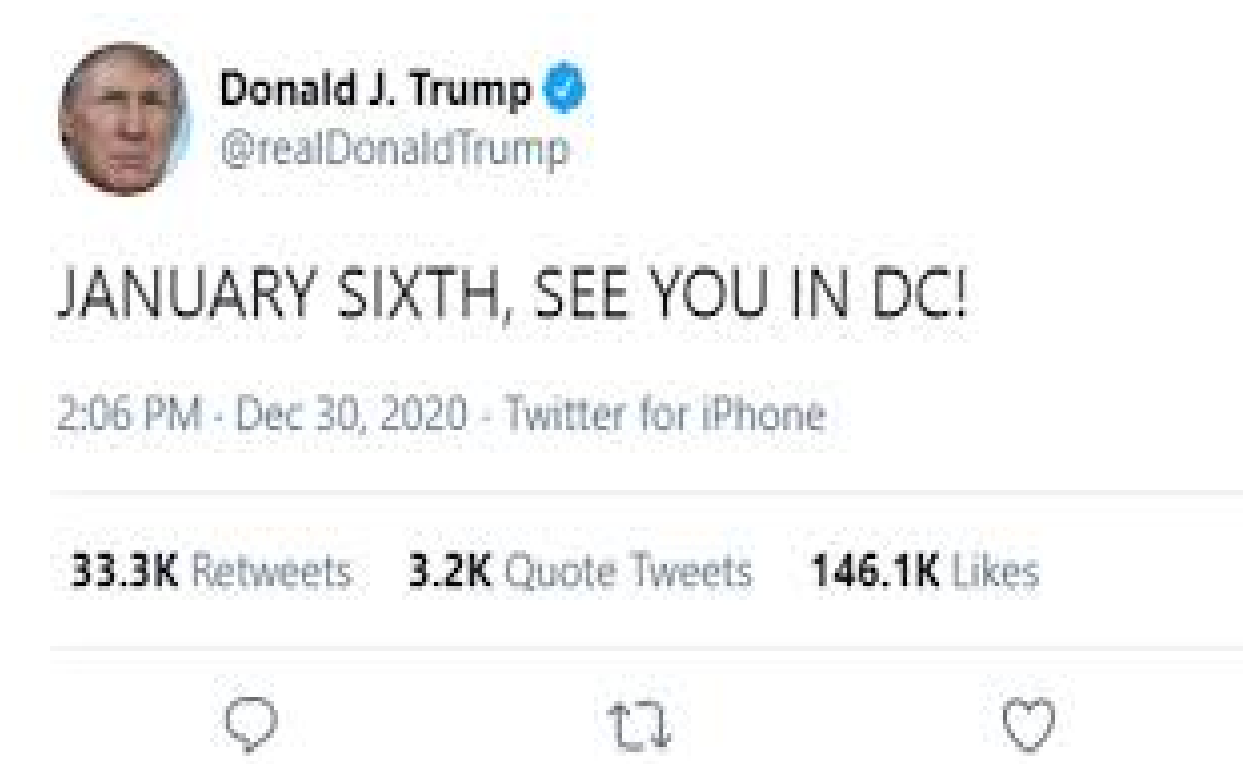 Donald J. Trump
@realDonaldTrump
JANUARY SIXTH, SEE YOU IN DC!
2:06 PM · Dec 30, 2020 · Twitter for iPhone
33.3K Retweets 3.2K Quote Tweets 146.1K Likes